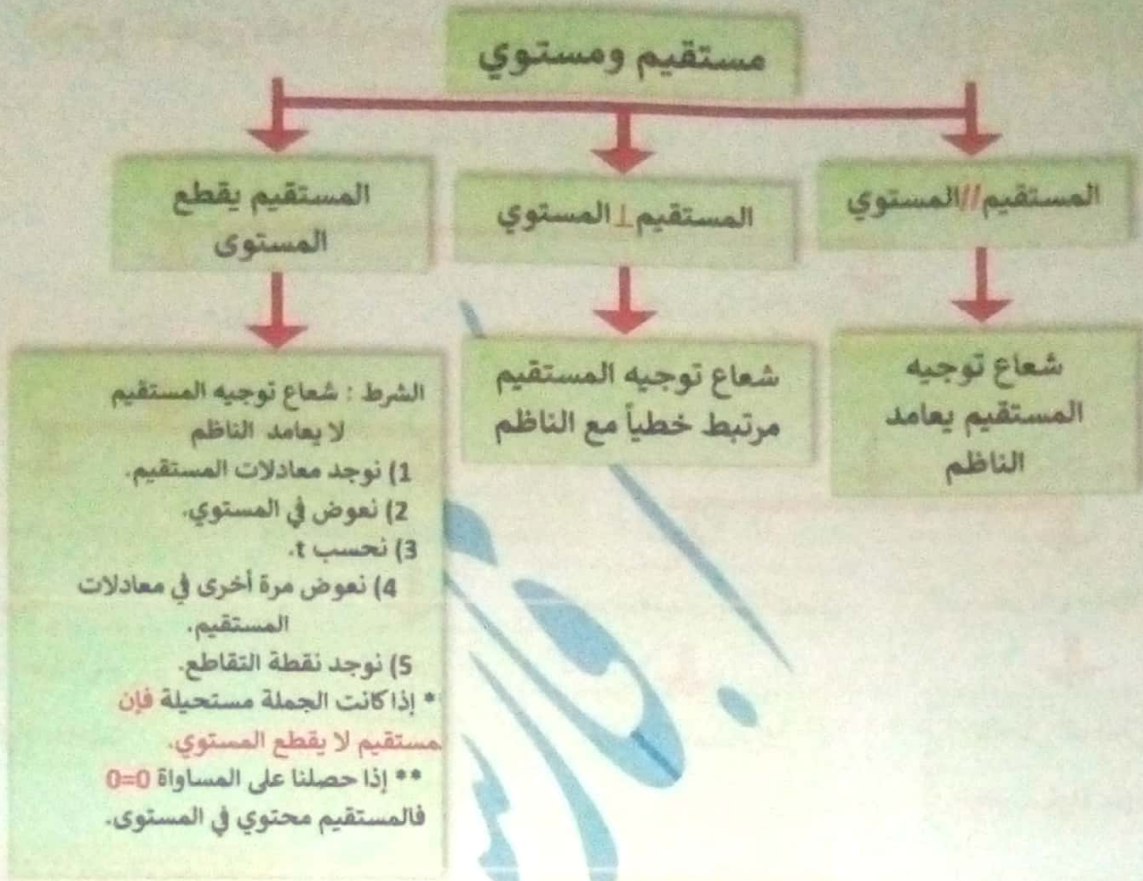 مستقيم ومستوي
المستقيم//المستوي
المستقيم⊥المستوي
المستقيم يقطع
المستوى
شعاع توجيه
المستقيم يعامد
الناظم
شعاع توجيه المستقيم
مرتبط خطياً مع الناظم
الشرط : شعاع توجيه المستقيم
لا يعامد الناظم
1) نوجد معادلات المستقيم.
2) نعوض في المستوي.
3) نحسب t.
4) نعوض مرة أخرى في معادلات
المستقيم.
5) نوجد نقطة التقاطع.
* إذا كانت الجملة مستحيلة فإن
مستقيم لا يقطع المستوي.
** إذا حصلنا على المساواة 0=0
فالمستقيم محتوي في المستوى.